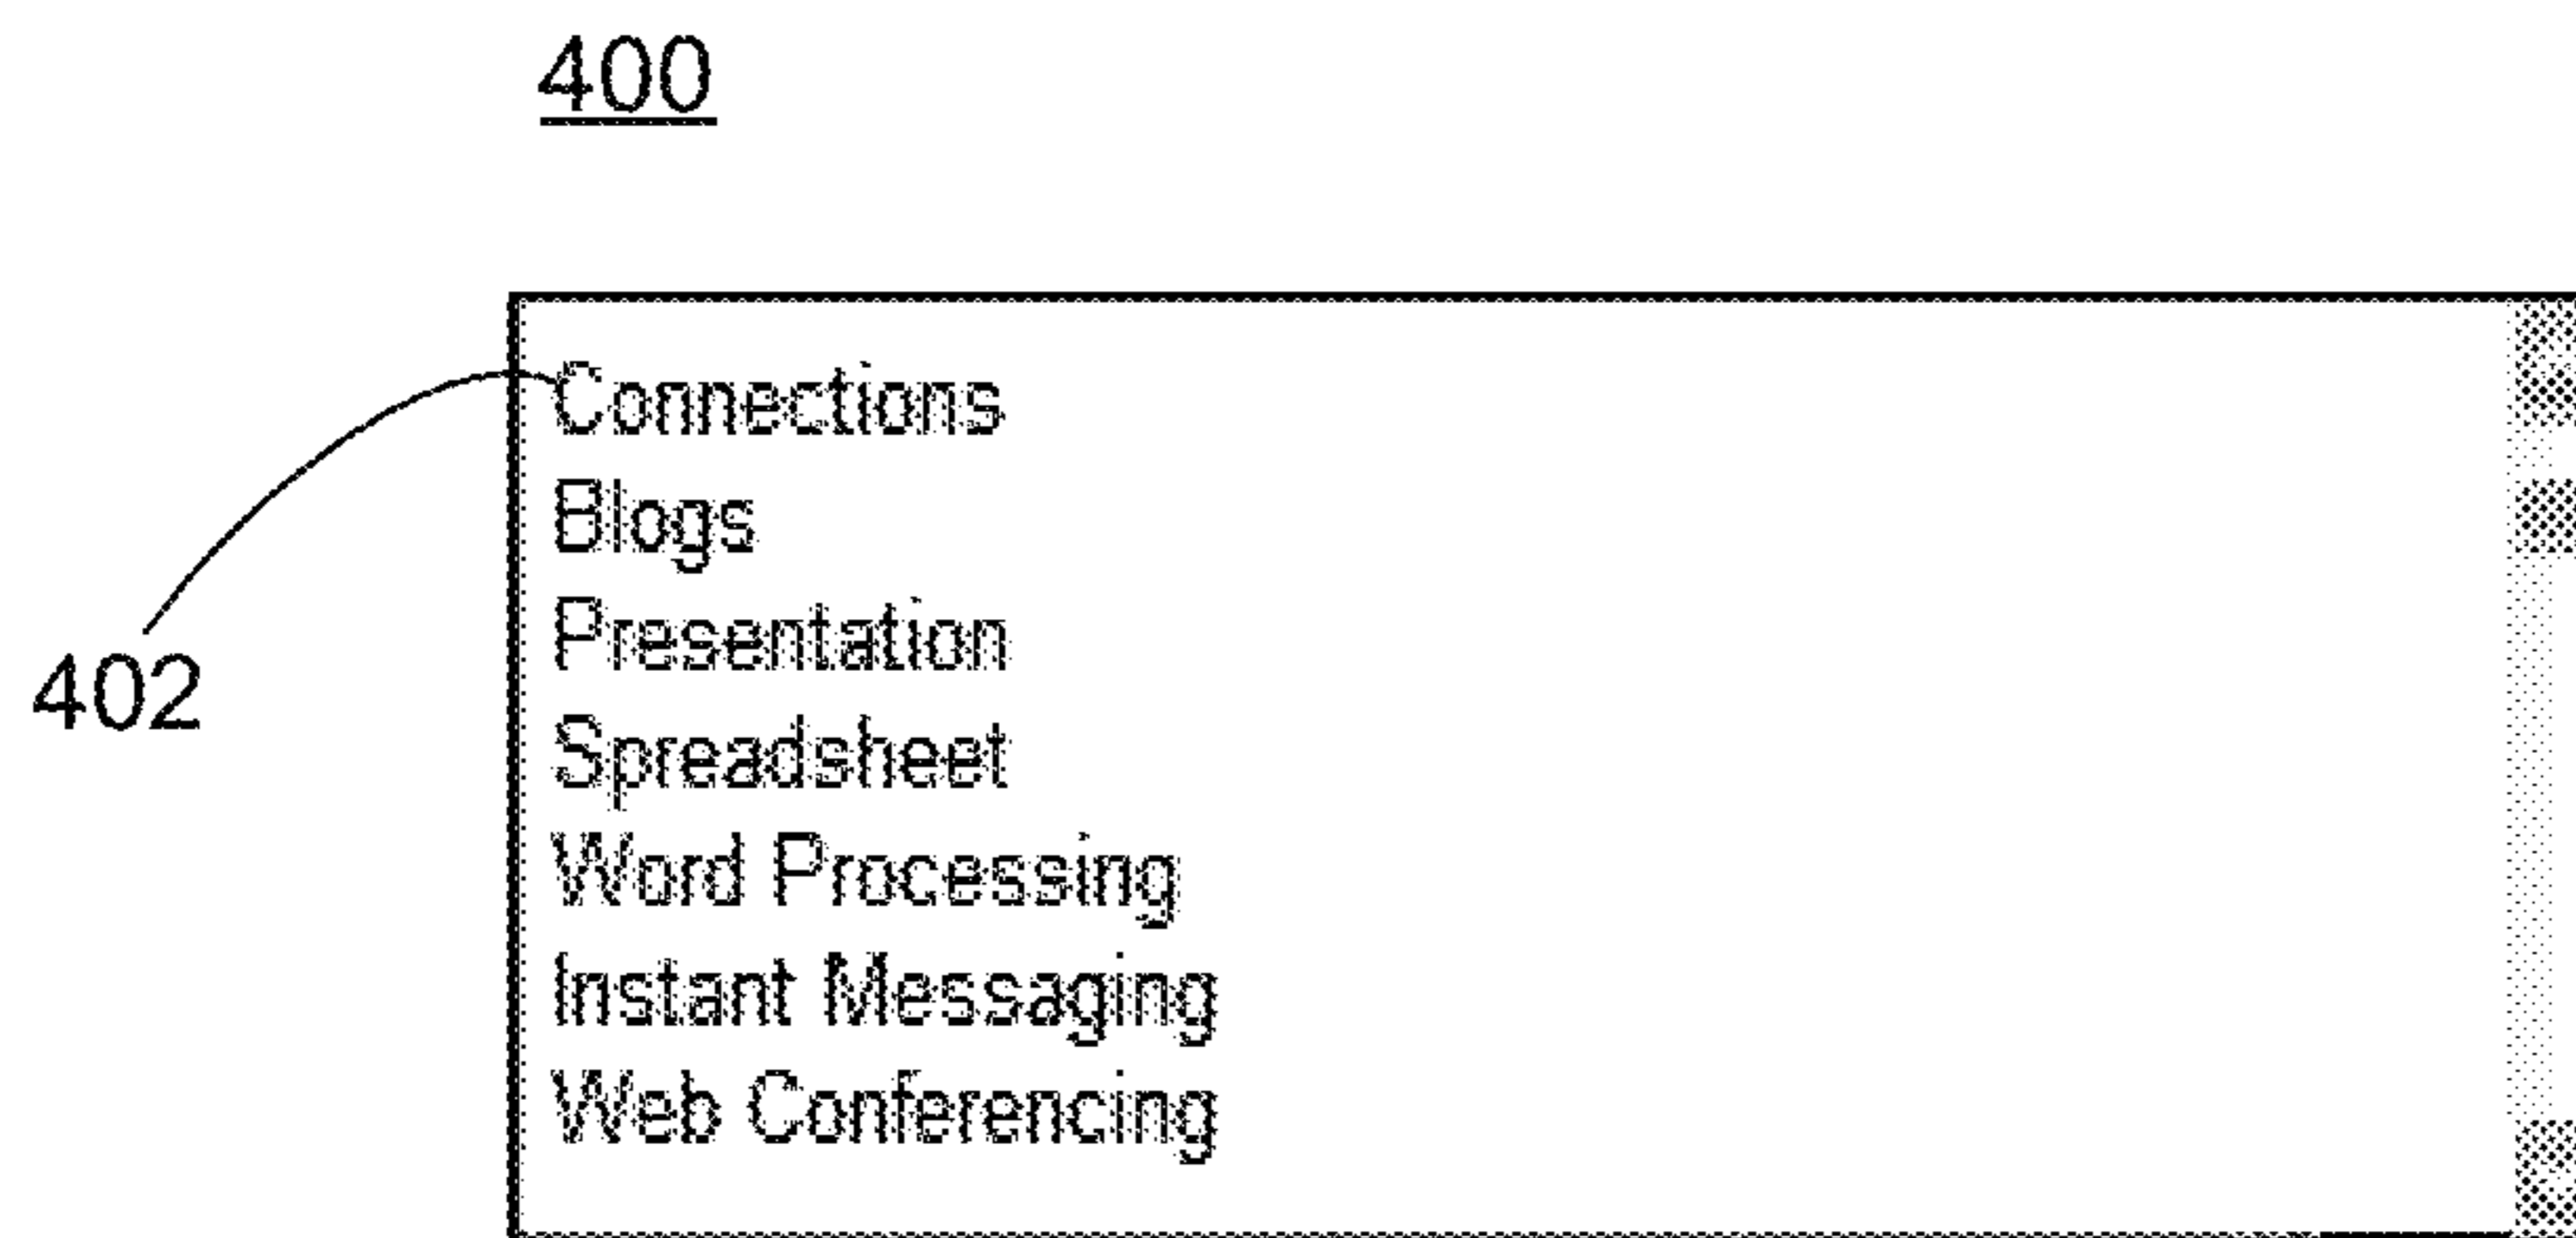 400
Connections
Blogs
Presentation
402
Spreadsheet
Word Processing
Instant Messaging
Web Conferencing